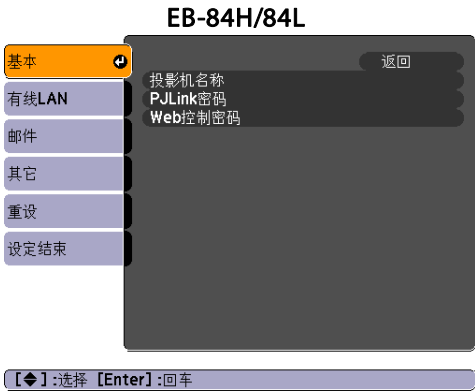 EB-84H/84L
基本
有线LAN
邮件
其它
重设
设定结束
返回
投影机名称
PJLink密码
Web控制密码
[◆]:选择 [Enter]:回车